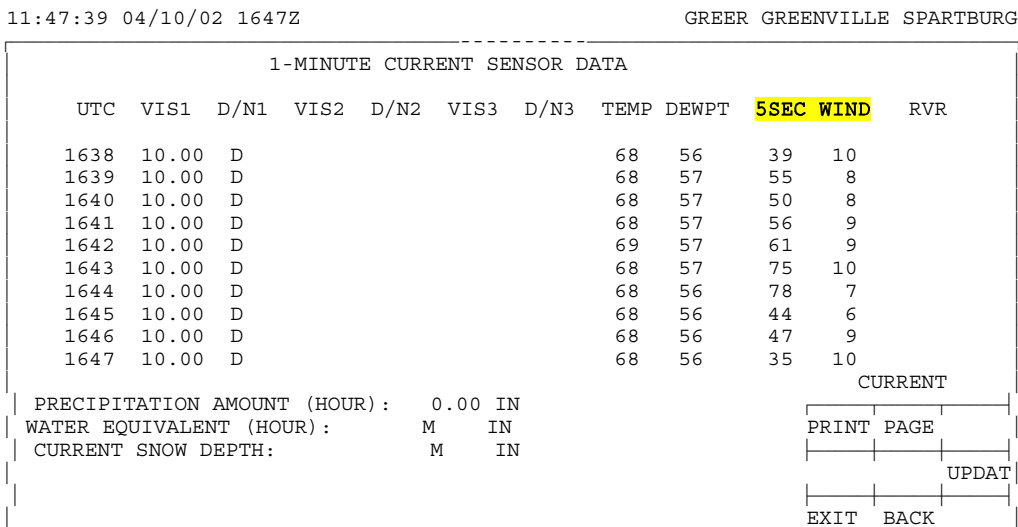 11:47:39 04/10/02 1647Z GREER GREENVILLE SPARTBURG
1-MINUTE CURRENT SENSOR DATA
UTC VIS1 D/N1 VIS2 D/N2 VIS3 D/N3 TEMP DEWPT 5SEC WIND RVR
1638 10.00 D 68 56 39 10
1639 10.00 D 68 57 55 8
1640 10.00 D 68 57 50 8
1641 10.00 D 68 57 56 9
1642 10.00 D 69 57 61 9
1643 10.00 D 68 57 75 10
1644 10.00 D 68 56 78 7
1645 10.00 D 68 56 44 6
1646 10.00 D 68 56 47 9
1647 10.00 D 68 56 35 10
CURRENT
PRECIPITATION AMOUNT (HOUR): 0.00 IN
WATER EQUIVALENT (HOUR): M IN PRINT PAGE
CURRENT SNOW DEPTH: M IN
UPDAT
EXIT BACK